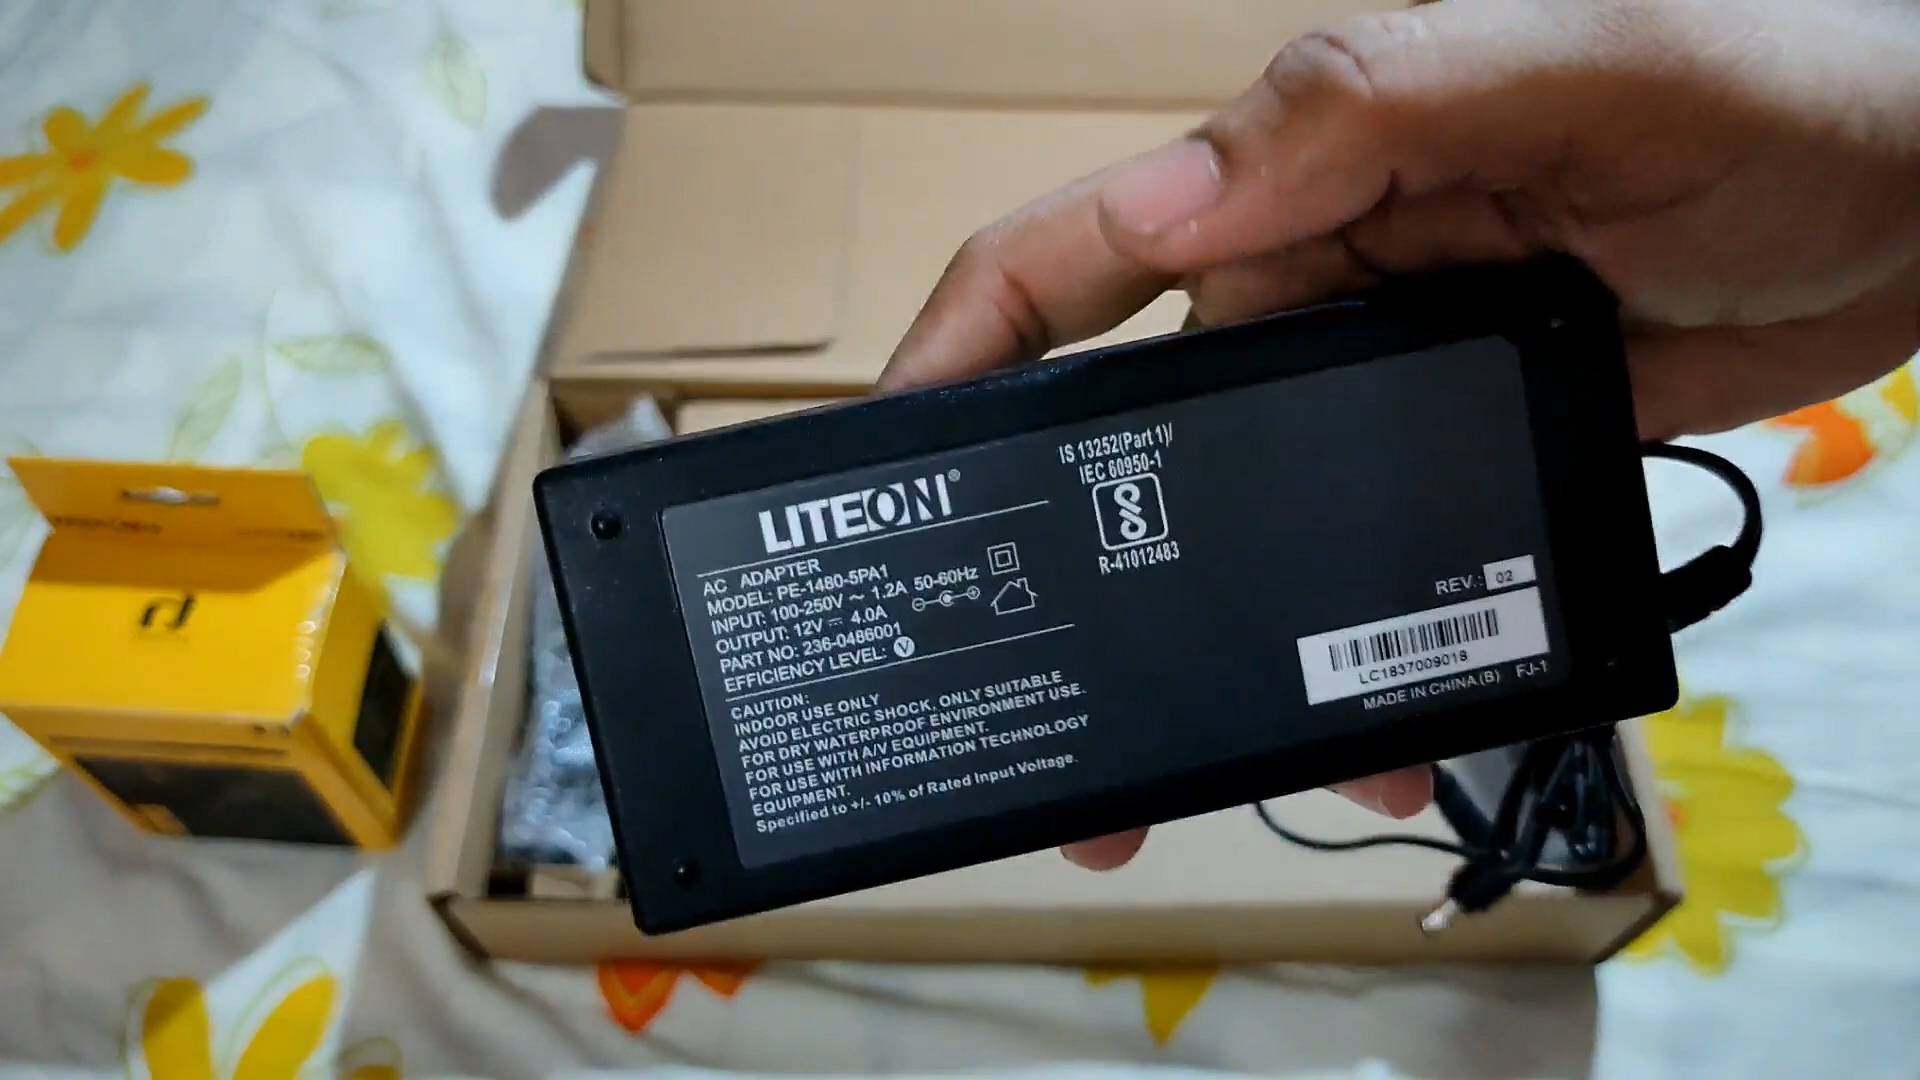 LITEON®
AC ADAPTER
MODEL: PE-1480-5PA1
INPUT: 100-250V ~ 1.2A 50-60Hz
OUTPUT: 12V ⎓ 4.0A
PART NO: 236-0486001
EFFICIENCY LEVEL: Ⓥ
CAUTION:
INDOOR USE ONLY
AVOID ELECTRIC SHOCK, ONLY SUITABLE
FOR DRY WATERPROOF ENVIRONMENT USE.
FOR USE WITH A/V EQUIPMENT.
FOR USE WITH INFORMATION TECHNOLOGY
EQUIPMENT.
Specified to +/- 10% of Rated Input Voltage.
IS 13252(Part 1)/
IEC 60950-1
R-41012483
REV.: 02
LC1837009018
MADE IN CHINA (B) FJ-1